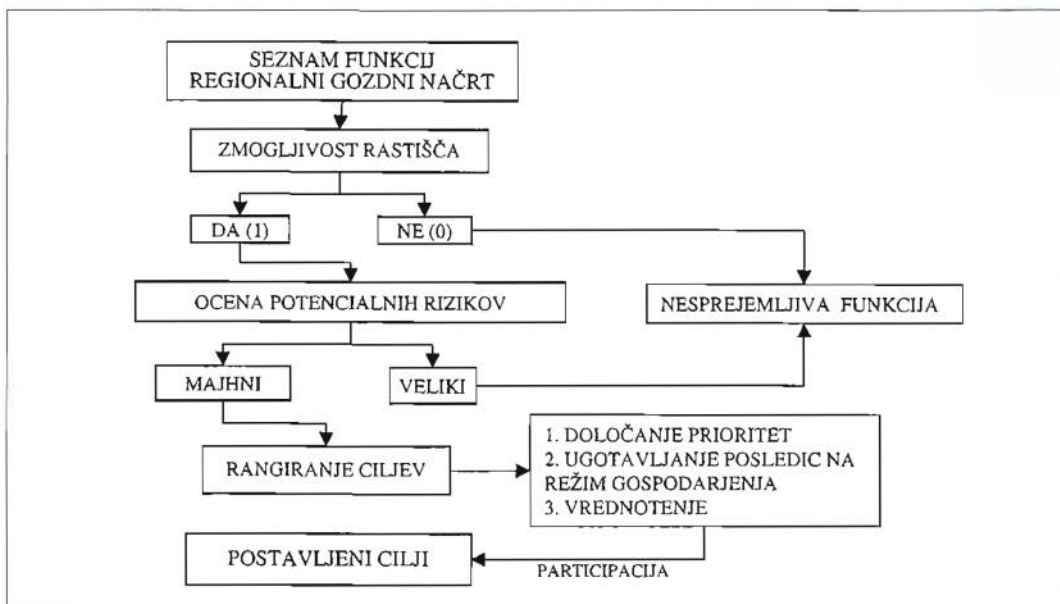 SEZNAM FUNKCIJ
REGIONALNI GOZDNI NAČRT
ZMOGLJIVOST RASTIŠČA
DA (1)
NE (0)
OCENA POTENCIALNIH RIZIKOV
NESPREJEMLJIVA FUNKCIJA
MAJHNI
VELIKI
RANGIRANJE CILJEV
1. DOLOČANJE PRIORITET
2. UGOTAVLJANJE POSLEDIC NA
REŽIM GOSPODARJENJA
3. VREDNOTENJE
POSTAVLJENI CILJI
PARTICIPACIJA